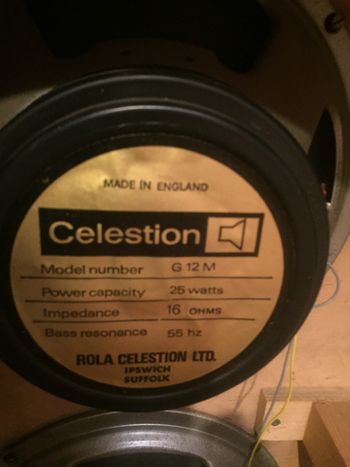 MADE IN ENGLAND
Celestion
Model number G 12 M
Power capacity 25 watts
Impedance 16 OHMS
Bass resonance 55 hz
ROLA CELESTION LTD.
IPSWICH
SUFFOLK